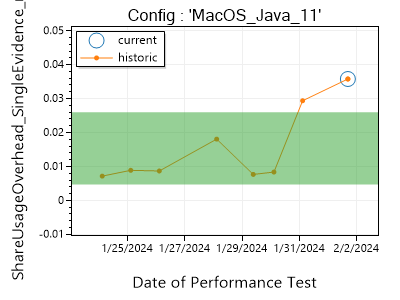 Config : 'MacOS_Java_11'
current
historic
0.05
0.04
0.03
0.02
0.01
0
-0.01
ShareUsageOverhead_SingleEvidence_
1/25/2024
1/27/2024
1/29/2024
1/31/2024
2/2/2024
Date of Performance Test